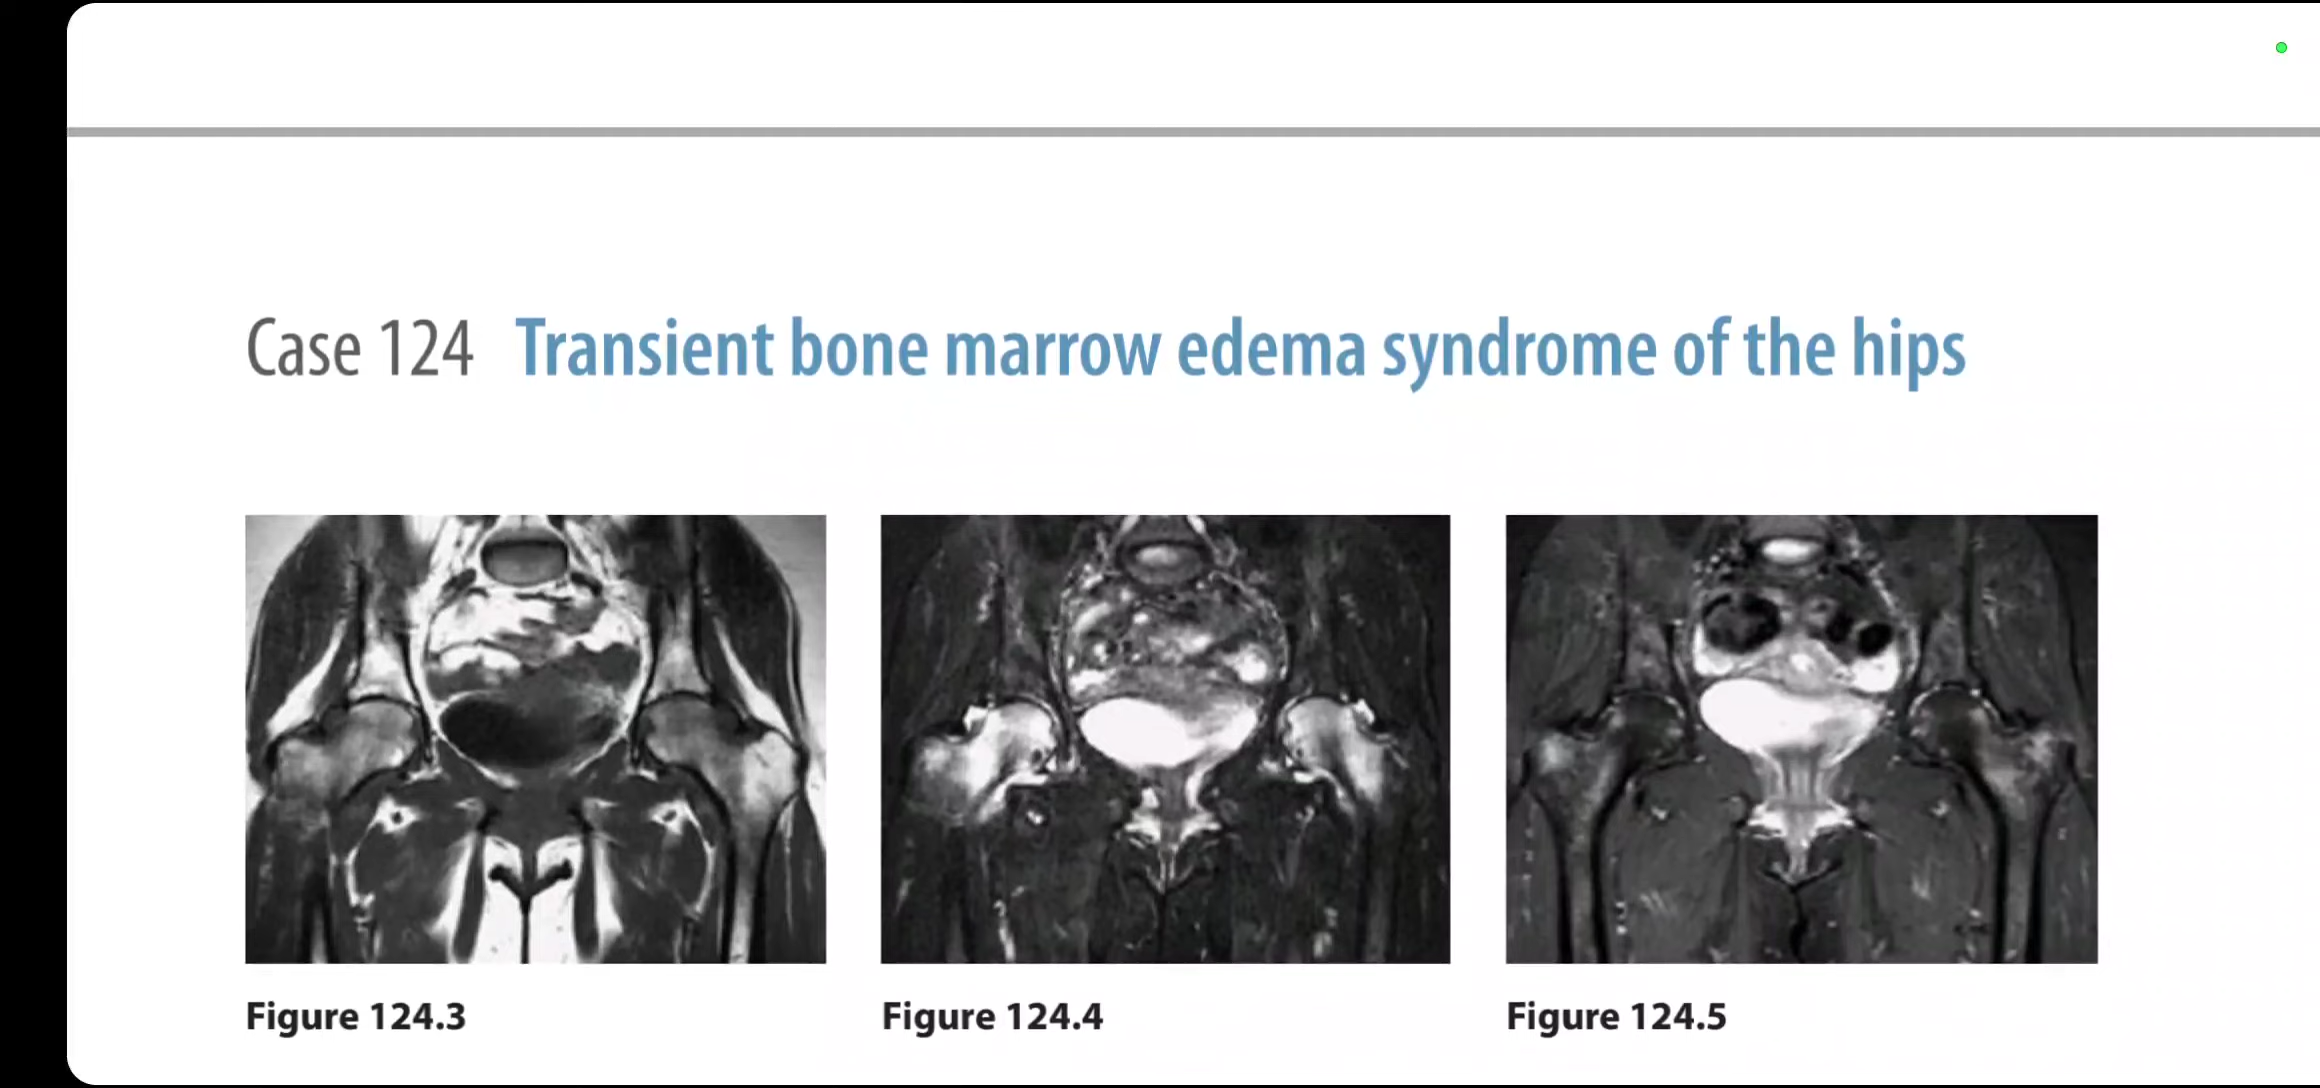 Case 124 Transient bone marrow edema syndrome of the hips
Figure 124.3
Figure 124.4
Figure 124.5